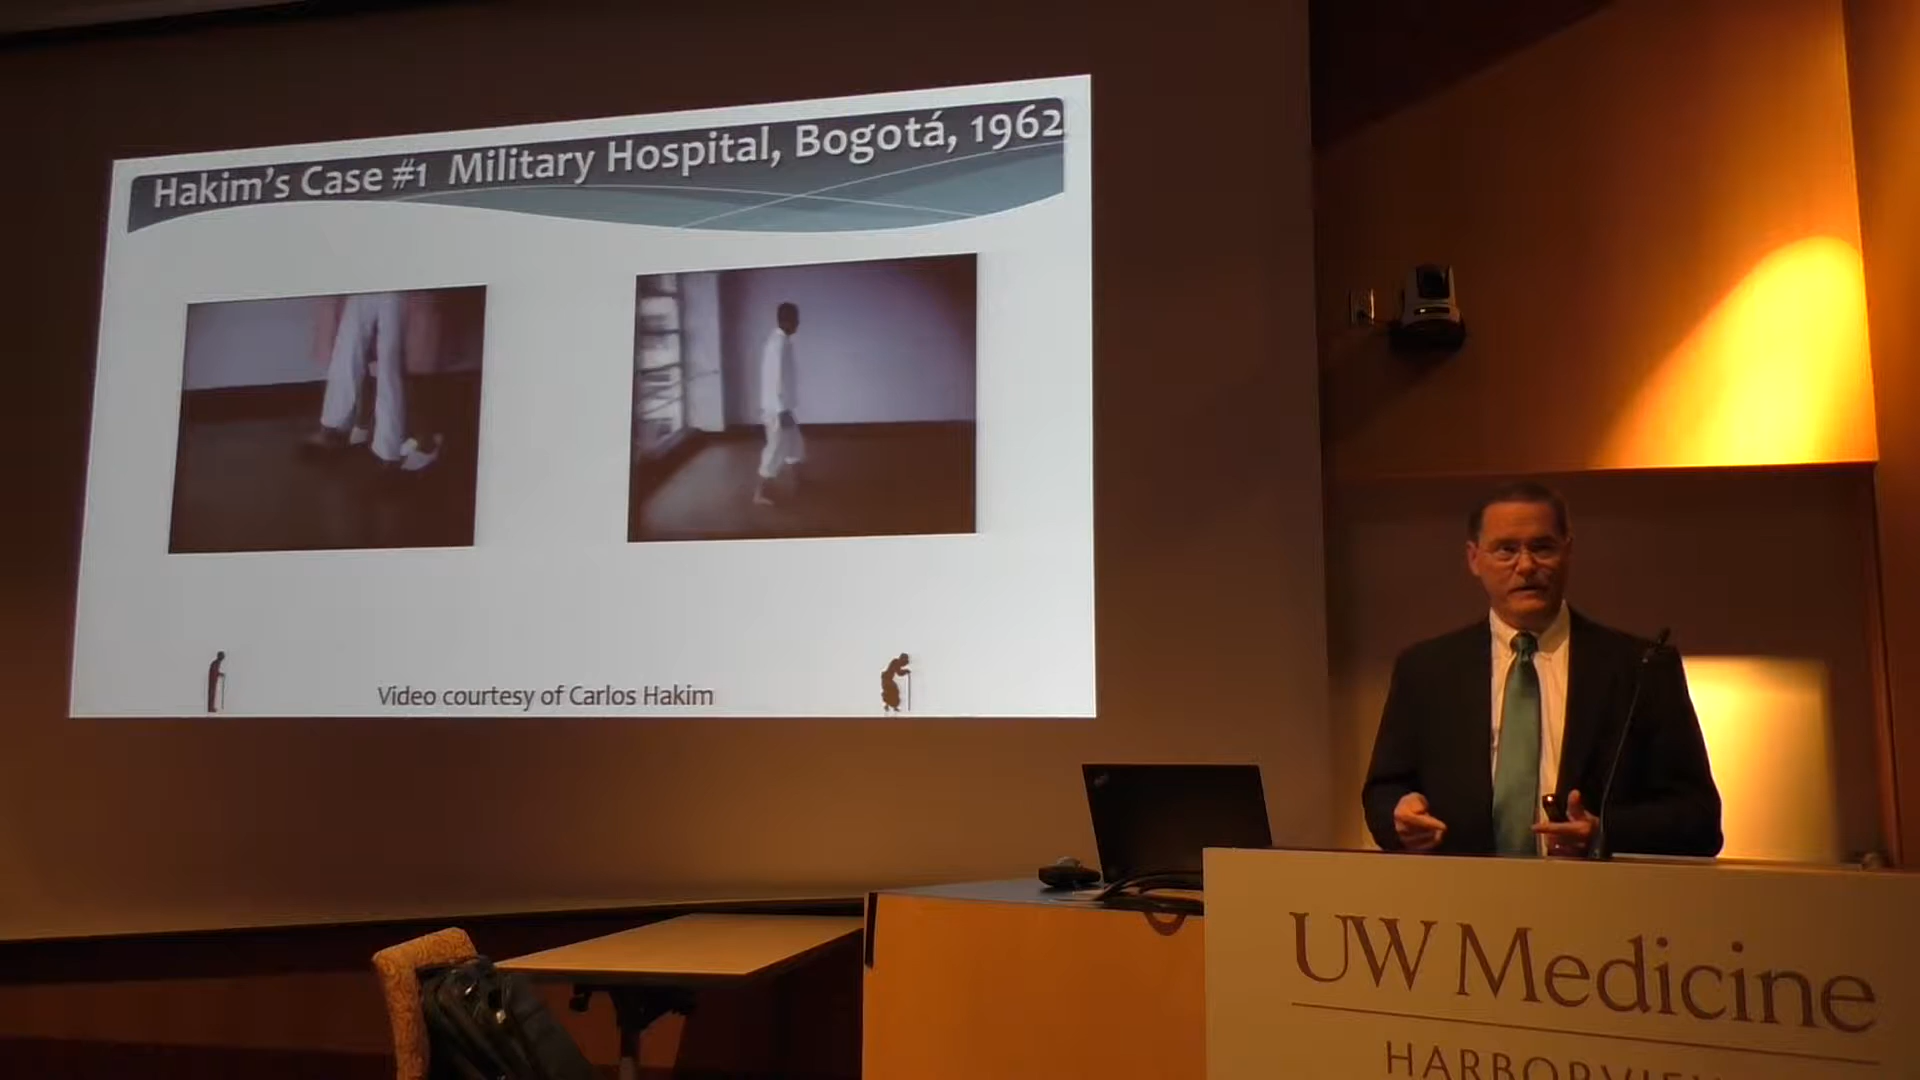 Hakim's Case #1  Military Hospital, Bogotá, 1962
Video courtesy of Carlos Hakim
UW Medicine